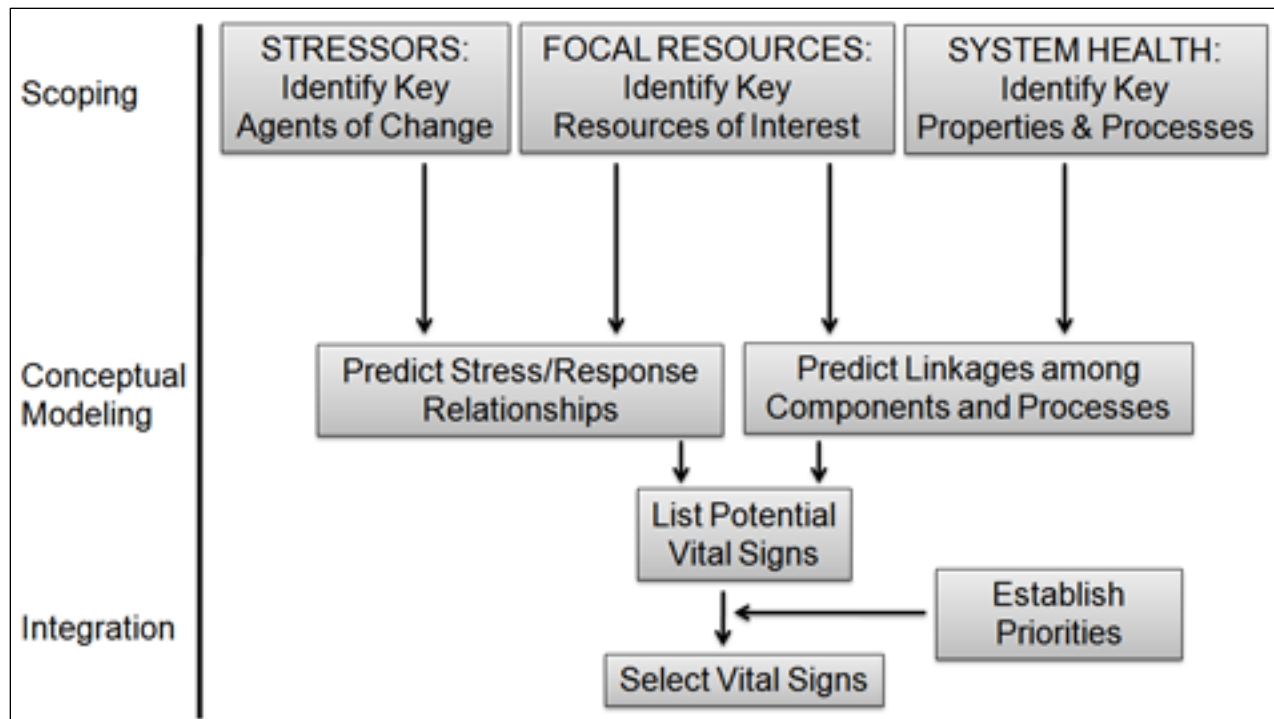 Scoping
STRESSORS:
Identify Key
Agents of Change
FOCAL RESOURCES:
Identify Key
Resources of Interest
SYSTEM HEALTH:
Identify Key
Properties & Processes
Conceptual
Modeling
Predict Stress/Response
Relationships
Predict Linkages among
Components and Processes
List Potential
Vital Signs
Integration
Establish
Priorities
Select Vital Signs